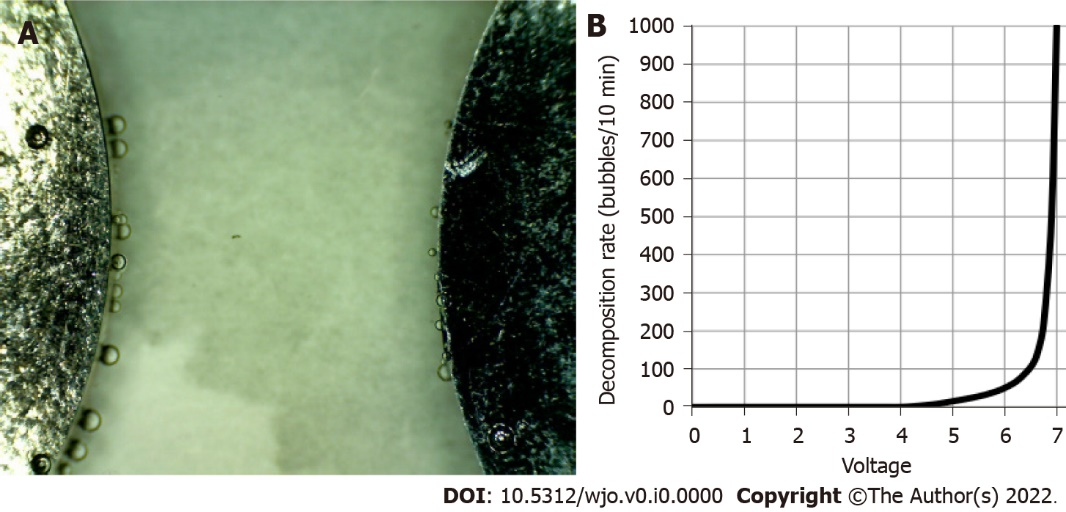 A
B
Decomposition rate (bubbles/10 min)
1000
900
800
700
600
500
400
300
200
100
0
0 1 2 3 4 5 6 7
Voltage
DOI: 10.5312/wjo.v0.i0.0000 Copyright ©The Author(s) 2022.